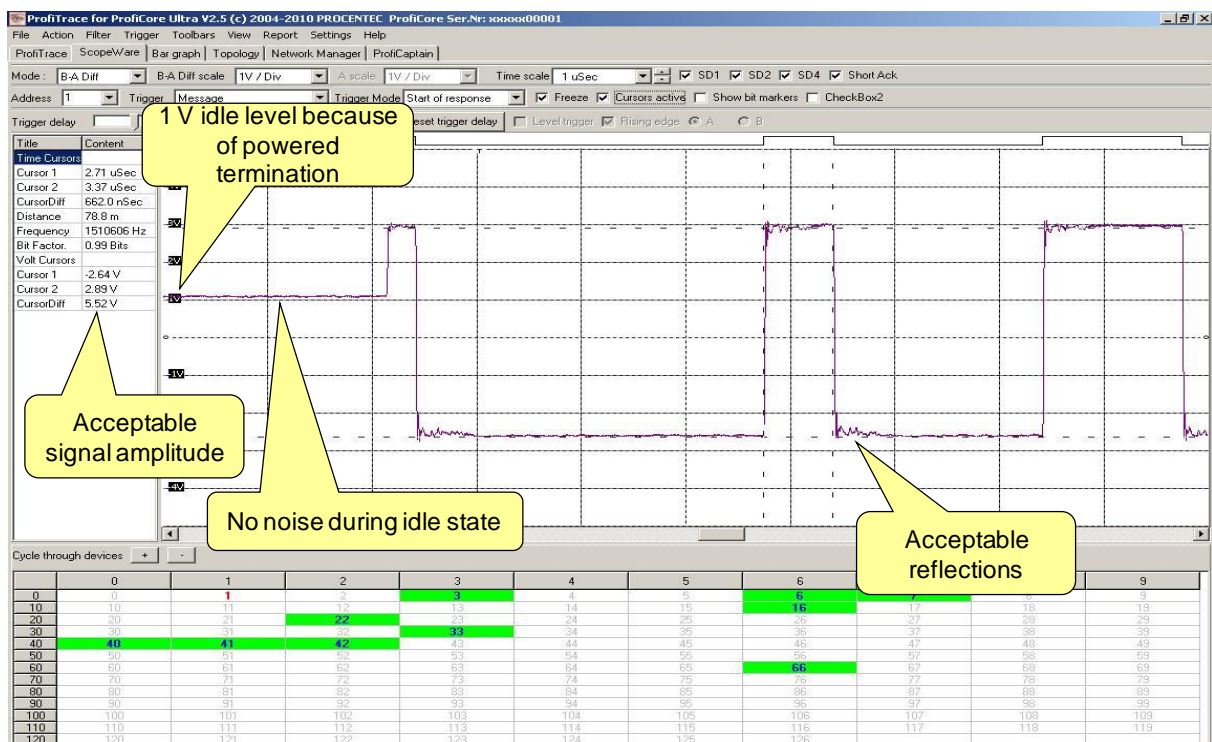 ProfiTrace for ProfiCore Ultra V2.5 (c) 2004-2010 PROCENTEC ProfiCore Ser.Nr: xxxxx00001
File Action Filter Trigger Toolbars View Report Settings Help
ProfiTrace ScopeWare Bar graph Topology Network Manager ProfiCaptain
Mode : B-A Diff B-A Diff scale 1V / Div A scale 1V / Div Time scale 1 uSec SD1 SD2 SD4 Short Ack
Address 1 Trigger Message Trigger Mode Start of response Freeze Cursors active Show bit markers CheckBox2
Trigger delay eset trigger delay Level trigger Rising edge A B
1 V idle level because
of powered
termination
Title Content
Time Cursors
Cursor 1 2.71 uSec
Cursor 2 3.37 uSec
CursorDiff 662.0 nSec
Distance 78.8 m
Frequency 1510606 Hz
Bit Factor. 0.99 Bits
Volt Cursors
Cursor 1 -2.64 V
Cursor 2 2.89 V
CursorDiff 5.52 V
3V
2V
1V
0
-1V
-4V
Acceptable
signal amplitude
No noise during idle state
Acceptable
reflections
Cycle through devices + -
0 1 2 3 4 5 6 9
0 0 1 2 3 4 5 6 7 8 9
10 10 11 12 13 14 15 16 17 18 19
20 20 21 22 23 24 25 26 27 28 29
30 30 31 32 33 34 35 36 37 38 39
40 40 41 42 43 44 45 46 47 48 49
50 50 51 52 53 54 55 56 57 58 59
60 60 61 62 63 64 65 66 67 68 69
70 70 71 72 73 74 75 76 77 78 79
80 80 81 82 83 84 85 86 87 88 89
90 90 91 92 93 94 95 96 97 98 99
100 100 101 102 103 104 105 106 107 108 109
110 110 111 112 113 114 115 116 117 118 119
120 120 121 122 123 124 125 126